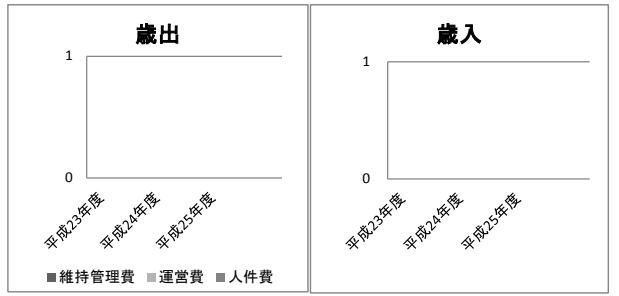 歳出
1
0
平成23年度
平成24年度
平成25年度
維持管理費 運営費 人件費
歳入
1
0
平成23年度
平成24年度
平成25年度